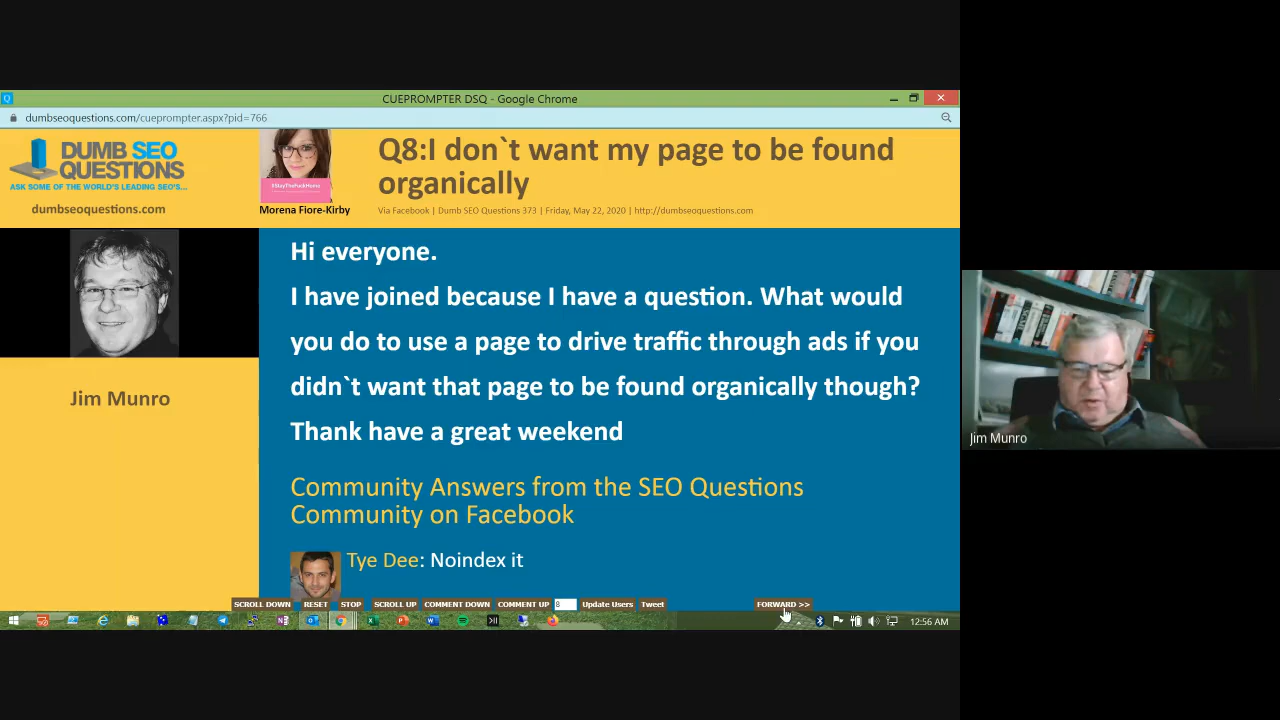 CUEPROMPTER DSQ - Google Chrome
dumbseoquestions.com/cueprompter.aspx?pid=766
DUMB SEO
QUESTIONS
ASK SOME OF THE WORLD'S LEADING SEO'S...
dumbseoquestions.com
#StayTheFuckHome
Morena Fiore-Kirby
Q8:I don`t want my page to be found
organically
Via Facebook | Dumb SEO Questions 373 | Friday, May 22, 2020 | http://dumbseoquestions.com
Jim Munro
Hi everyone.
I have joined because I have a question. What would
you do to use a page to drive traffic through ads if you
didn`t want that page to be found organically though?
Thank have a great weekend
Community Answers from the SEO Questions
Community on Facebook
Tye Dee: Noindex it
SCROLL DOWN RESET STOP SCROLL UP COMMENT DOWN COMMENT UP 8 Update Users Tweet FORWARD >>
12:56 AM
Jim Munro